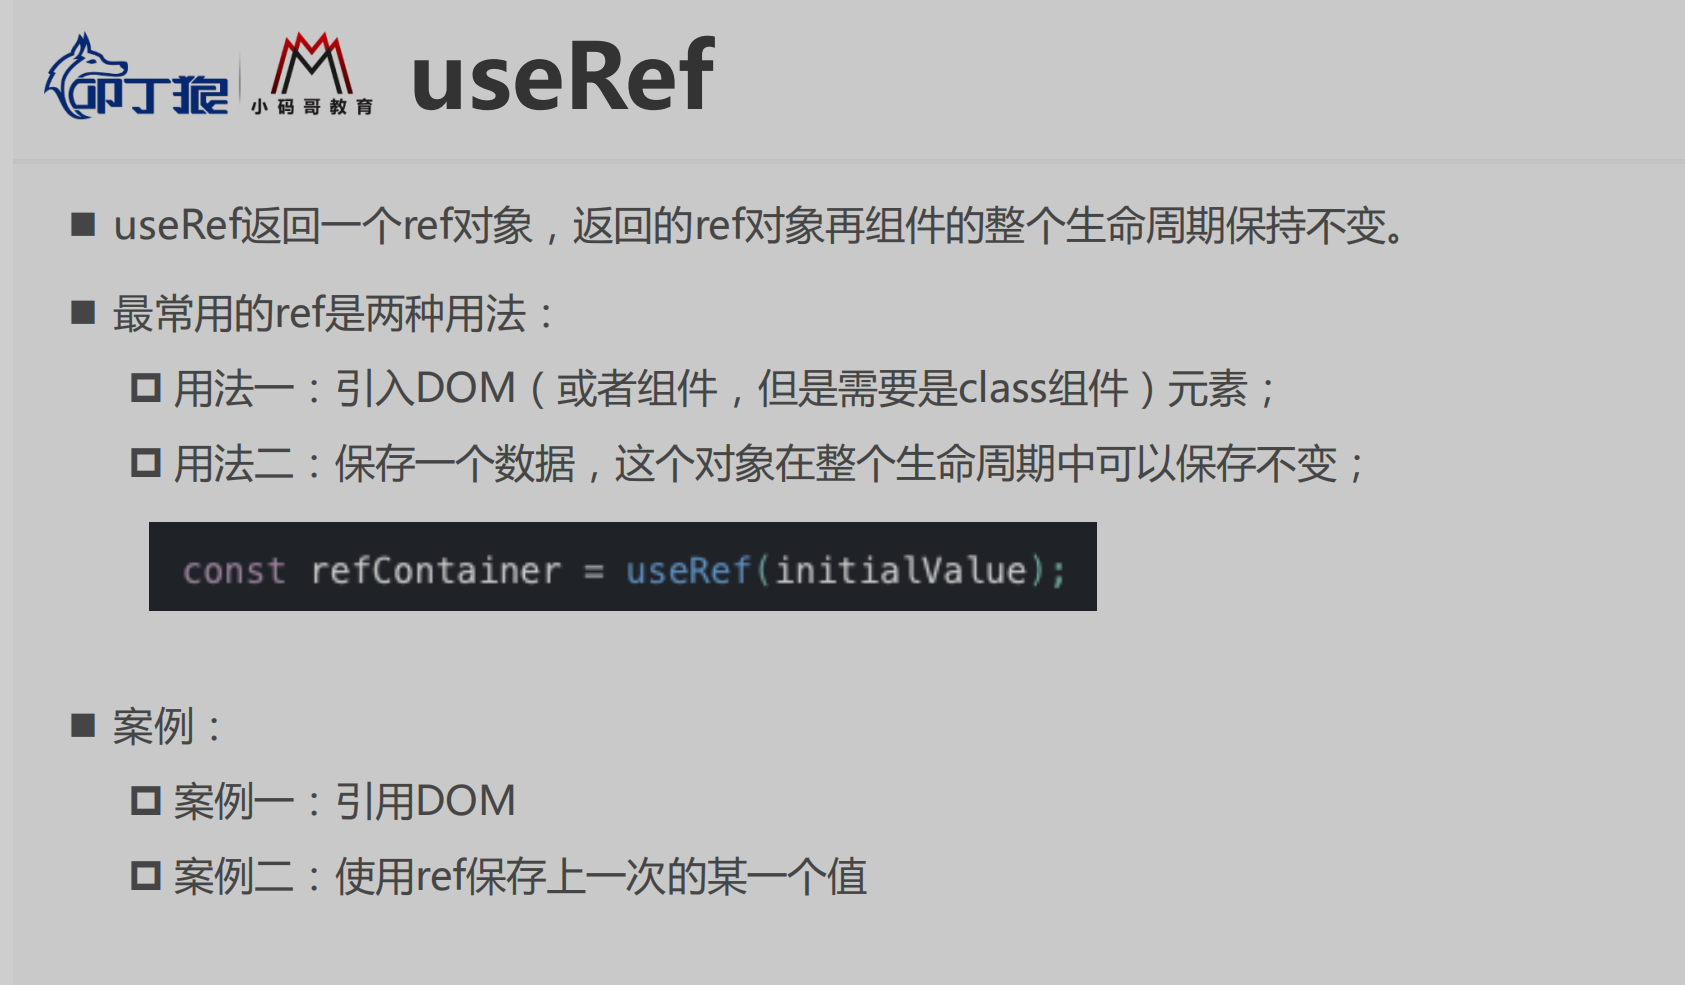 叩丁狼
小码哥教育
useRef
useRef返回一个ref对象，返回的ref对象再组件的整个生命周期保持不变。
最常用的ref是两种用法：
用法一：引入DOM（或者组件，但是需要是class组件）元素；
用法二：保存一个数据，这个对象在整个生命周期中可以保存不变；
const refContainer = useRef(initialValue);
案例：
案例一：引用DOM
案例二：使用ref保存上一次的某一个值